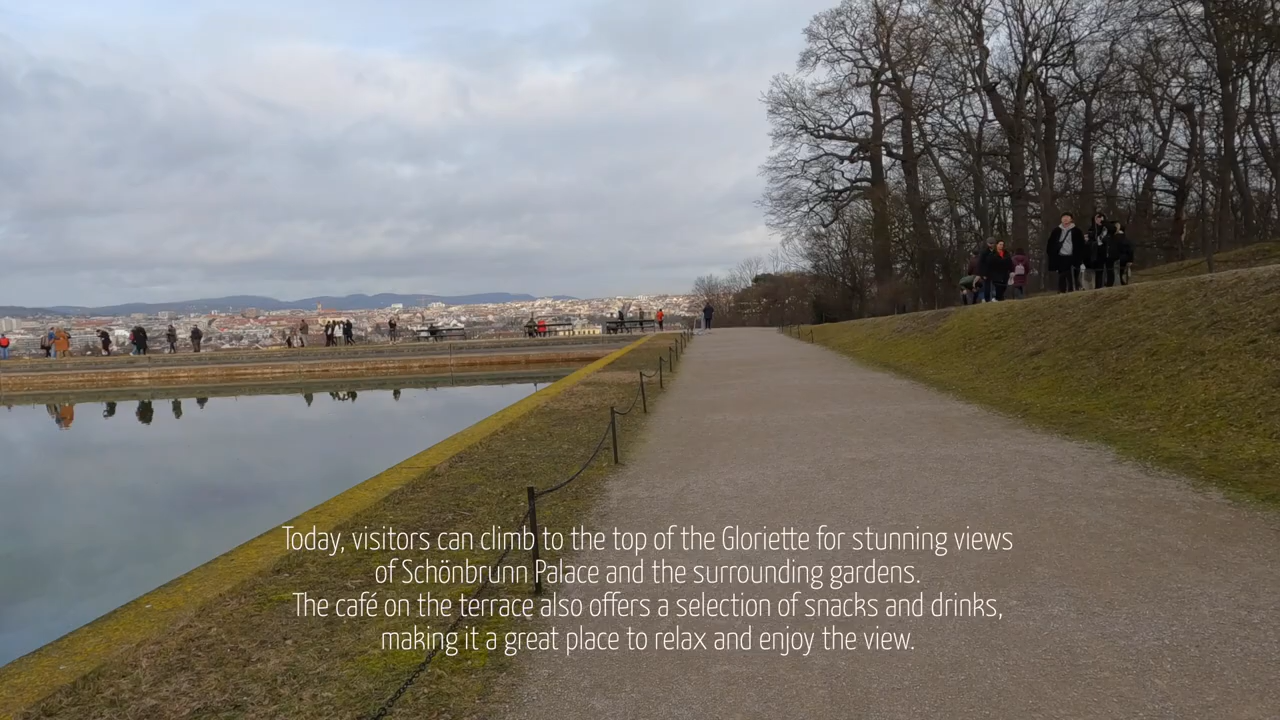 Today, visitors can climb to the top of the Gloriette for stunning views
of Schönbrunn Palace and the surrounding gardens.
The café on the terrace also offers a selection of snacks and drinks,
making it a great place to relax and enjoy the view.